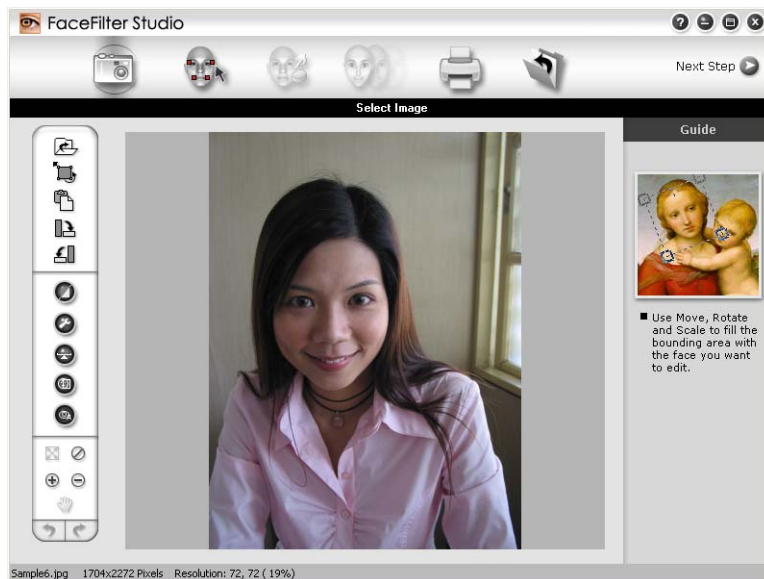 FaceFilter Studio
Next Step
Select Image
Guide
Use Move, Rotate
and Scale to fill the
bounding area with
the face you want
to edit.
Sample6.jpg 1704x2272 Pixels Resolution: 72, 72 ( 19%)